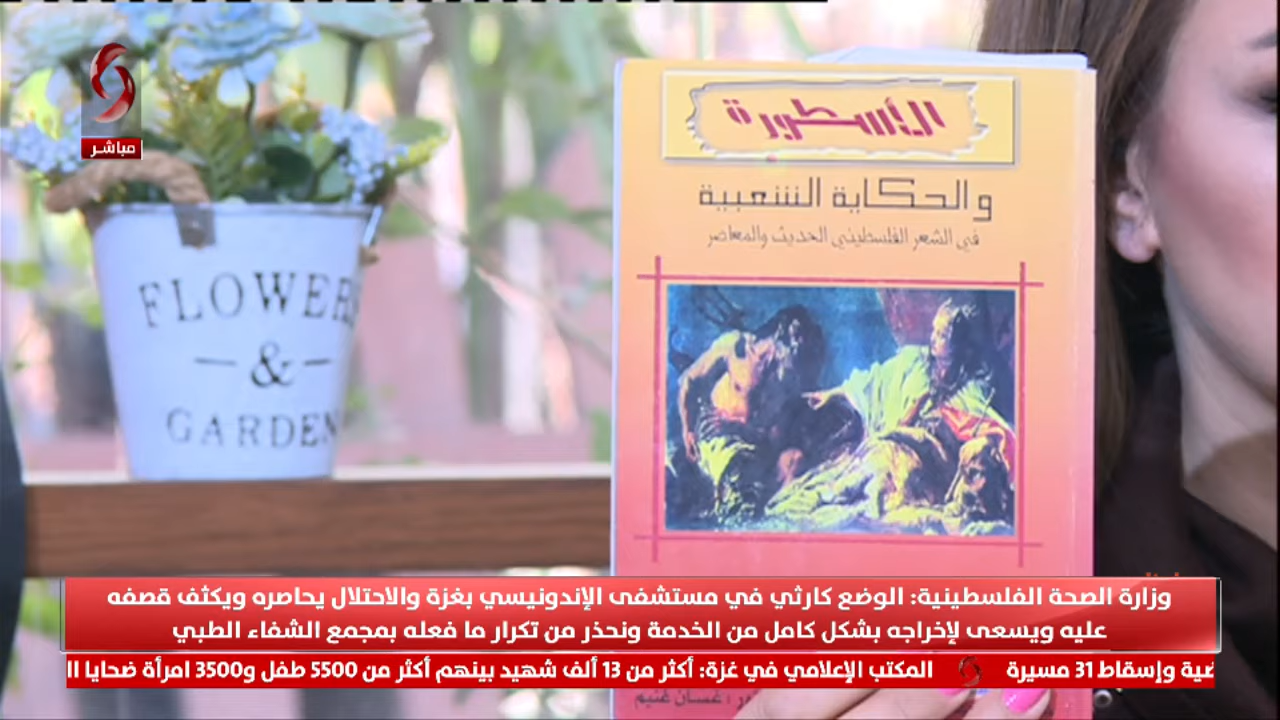 مباشر
FLOWERS
&
GARDEN
الأسطورة
والحكاية الشعبية
في الشعر الفلسطيني الحديث والمعاصر
وزارة الصحة الفلسطينية: الوضع كارثي في مستشفى الإندونيسي بغزة والاحتلال يحاصره ويكثف قصفه
عليه ويسعى لإخراجه بشكل كامل من الخدمة ونحذر من تكرار ما فعله بمجمع الشفاء الطبي
وإسقاط 31 مسيرة المكتب الإعلامي في غزة: أكثر من 13 ألف شهيد بينهم أكثر من 5500 طفل و3500 امرأة ضحايا
غسان غنيم